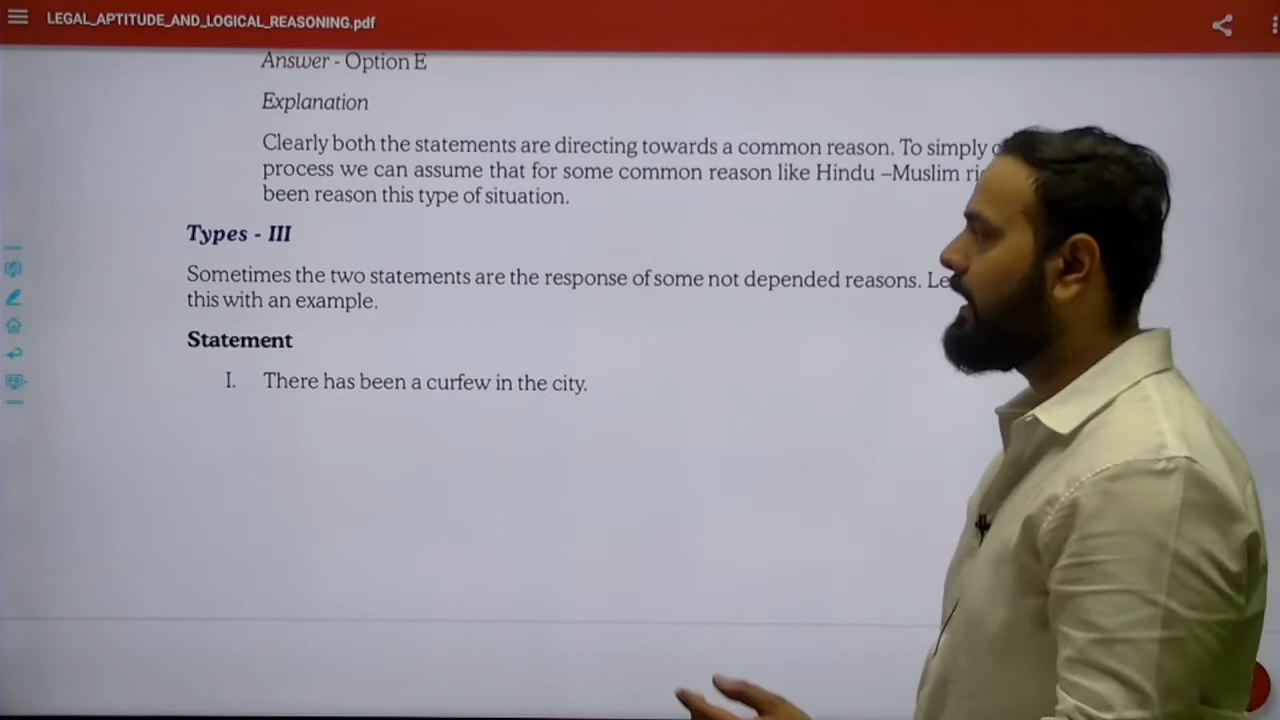 LEGAL_APTITUDE_AND_LOGICAL_REASONING.pdf
Answer - Option E
Explanation
Clearly both the statements are directing towards a common reason. To simply
process we can assume that for some common reason like Hindu –Muslim
been reason this type of situation.
Types - III
Sometimes the two statements are the response of some not depended reasons.
this with an example.
Statement
I. There has been a curfew in the city.